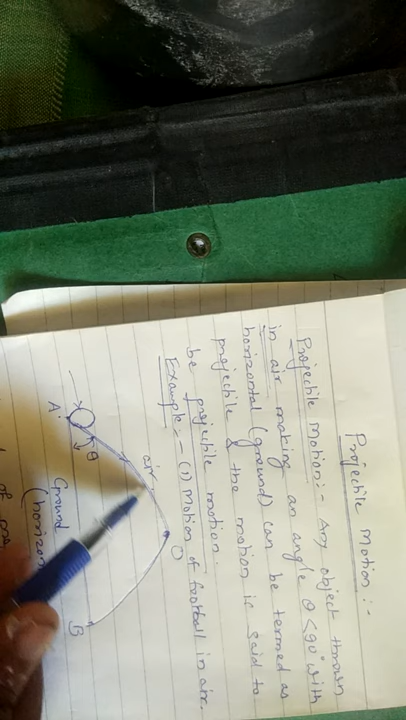 Projectile Motion :-
Projectile Motion :- Any object thrown
in air making an angle θ<90° with
horizontal (ground) can be termed as
projectile & the motion is said to
be projectile motion.
Example :- (1) Motion of football in air.
air
A
θ
B
Ground
(horizon